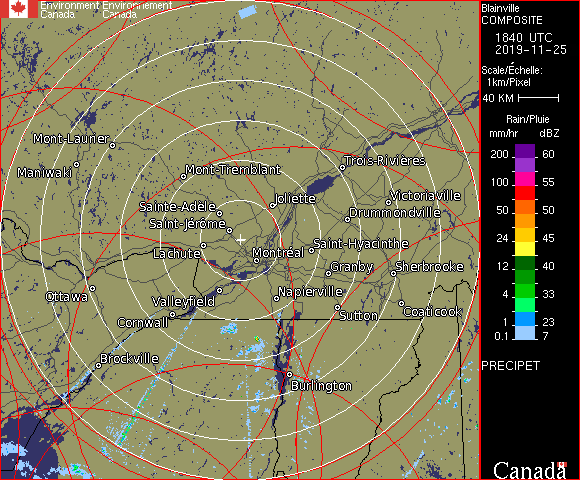 Environment Environnement
Canada Canada
Blainville
COMPOSITE
1840 UTC
2019-11-25
Scale/Échelle:
1km/Pixel
40 KM
Rain/Pluie
mm/hr dBZ
200 60
150 57
100 55
50 50
24 45
12 40
4 33
1 23
0.1 7
PRECIPET
Canada
Mont-Laurier
Maniwaki
Mont-Tremblant
Trois-Rivières
Joliette
Victoriaville
Sainte-Adèle
Drummondville
Saint-Jérôme
Saint-Hyacinthe
Lachute
Montréal
Granby
Sherbrooke
Ottawa
Valleyfield
Napierville
Cornwall
Sutton
Coaticook
Brockville
Burlington